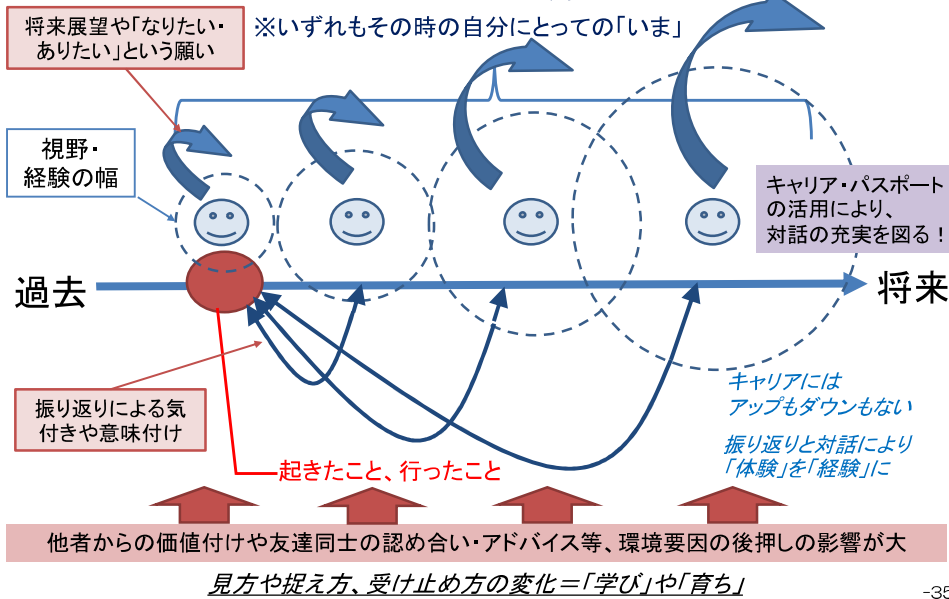 将来展望や「なりたい・
ありたい」という願い
※いずれもその時の自分にとっての「いま」
視野・
経験の幅
キャリア・パスポート
の活用により、
対話の充実を図る！
過去
将来
振り返りによる気
付きや意味付け
起きたこと、行ったこと
キャリアには
アップもダウンもない
振り返りと対話により
「体験」を「経験」に
他者からの価値付けや友達同士の認め合い・アドバイス等、環境要因の後押しの影響が大
見方や捉え方、受け止め方の変化＝「学び」や「育ち」
-35